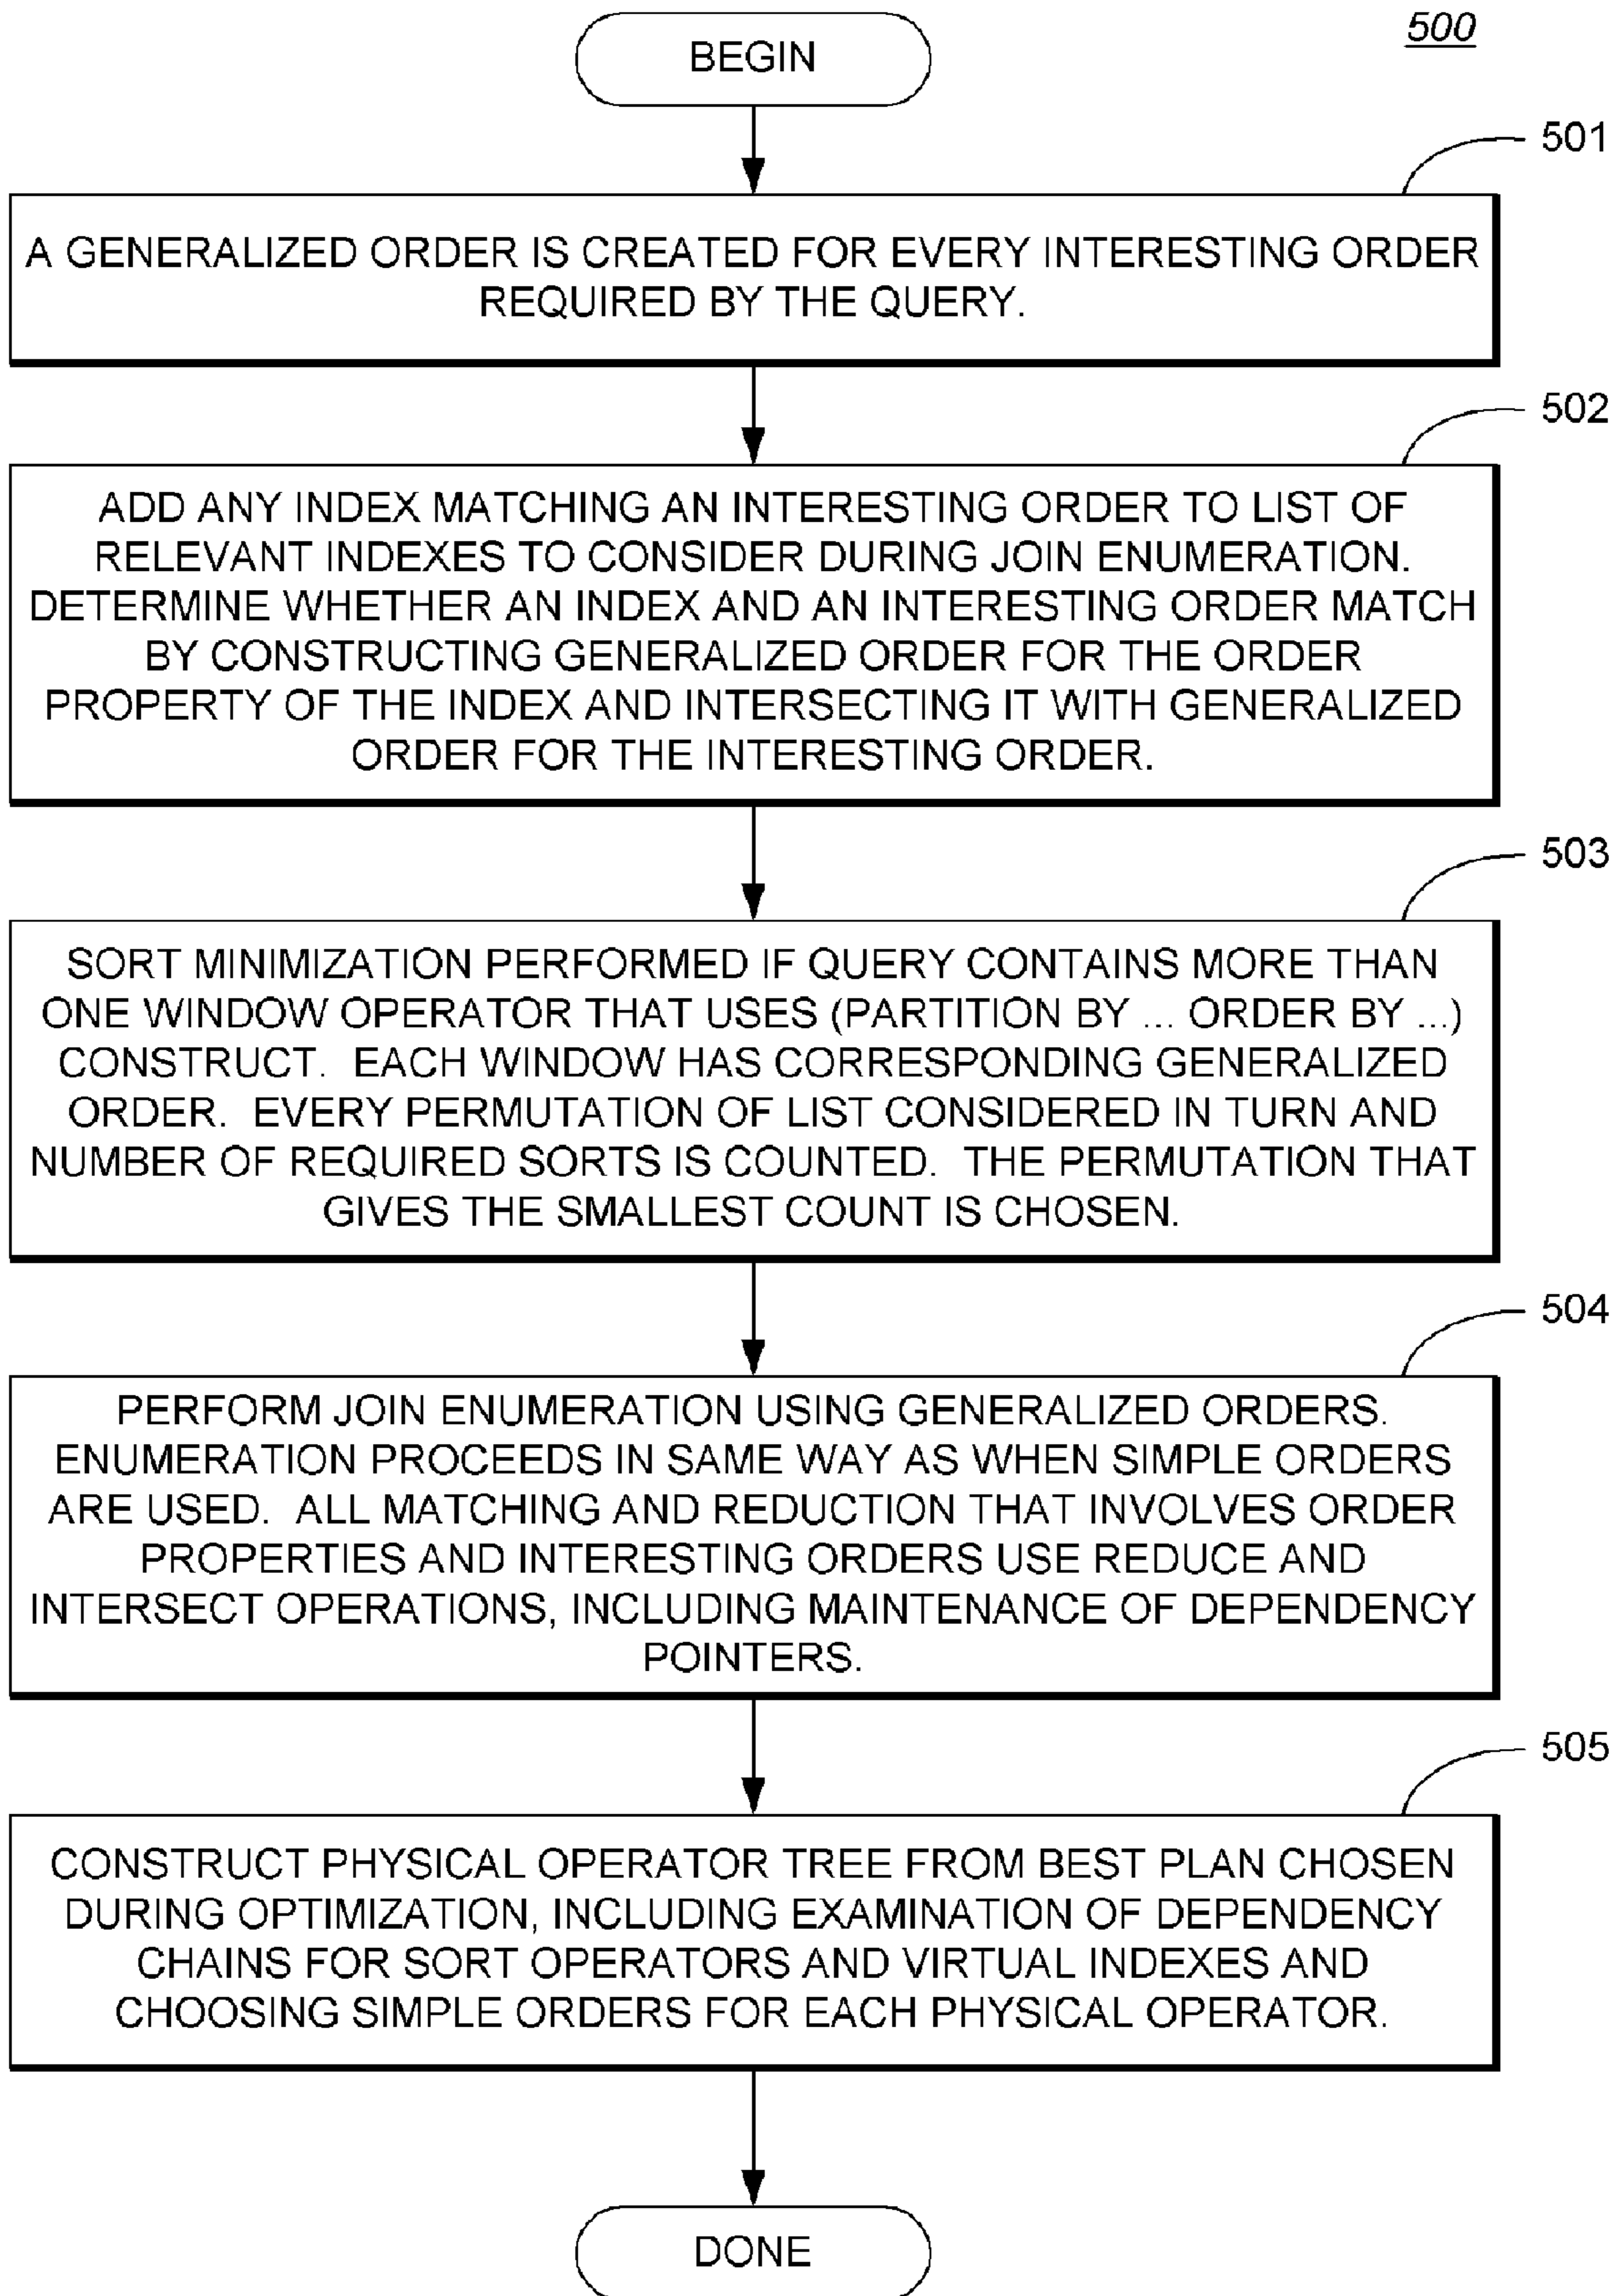 500
BEGIN
501
A GENERALIZED ORDER IS CREATED FOR EVERY INTERESTING ORDER
REQUIRED BY THE QUERY.
502
ADD ANY INDEX MATCHING AN INTERESTING ORDER TO LIST OF
RELEVANT INDEXES TO CONSIDER DURING JOIN ENUMERATION.
DETERMINE WHETHER AN INDEX AND AN INTERESTING ORDER MATCH
BY CONSTRUCTING GENERALIZED ORDER FOR THE ORDER
PROPERTY OF THE INDEX AND INTERSECTING IT WITH GENERALIZED
ORDER FOR THE INTERESTING ORDER.
503
SORT MINIMIZATION PERFORMED IF QUERY CONTAINS MORE THAN
ONE WINDOW OPERATOR THAT USES (PARTITION BY ... ORDER BY ...)
CONSTRUCT. EACH WINDOW HAS CORRESPONDING GENERALIZED
ORDER. EVERY PERMUTATION OF LIST CONSIDERED IN TURN AND
NUMBER OF REQUIRED SORTS IS COUNTED. THE PERMUTATION THAT
GIVES THE SMALLEST COUNT IS CHOSEN.
504
PERFORM JOIN ENUMERATION USING GENERALIZED ORDERS.
ENUMERATION PROCEEDS IN SAME WAY AS WHEN SIMPLE ORDERS
ARE USED. ALL MATCHING AND REDUCTION THAT INVOLVES ORDER
PROPERTIES AND INTERESTING ORDERS USE REDUCE AND
INTERSECT OPERATIONS, INCLUDING MAINTENANCE OF DEPENDENCY
POINTERS.
505
CONSTRUCT PHYSICAL OPERATOR TREE FROM BEST PLAN CHOSEN
DURING OPTIMIZATION, INCLUDING EXAMINATION OF DEPENDENCY
CHAINS FOR SORT OPERATORS AND VIRTUAL INDEXES AND
CHOOSING SIMPLE ORDERS FOR EACH PHYSICAL OPERATOR.
DONE